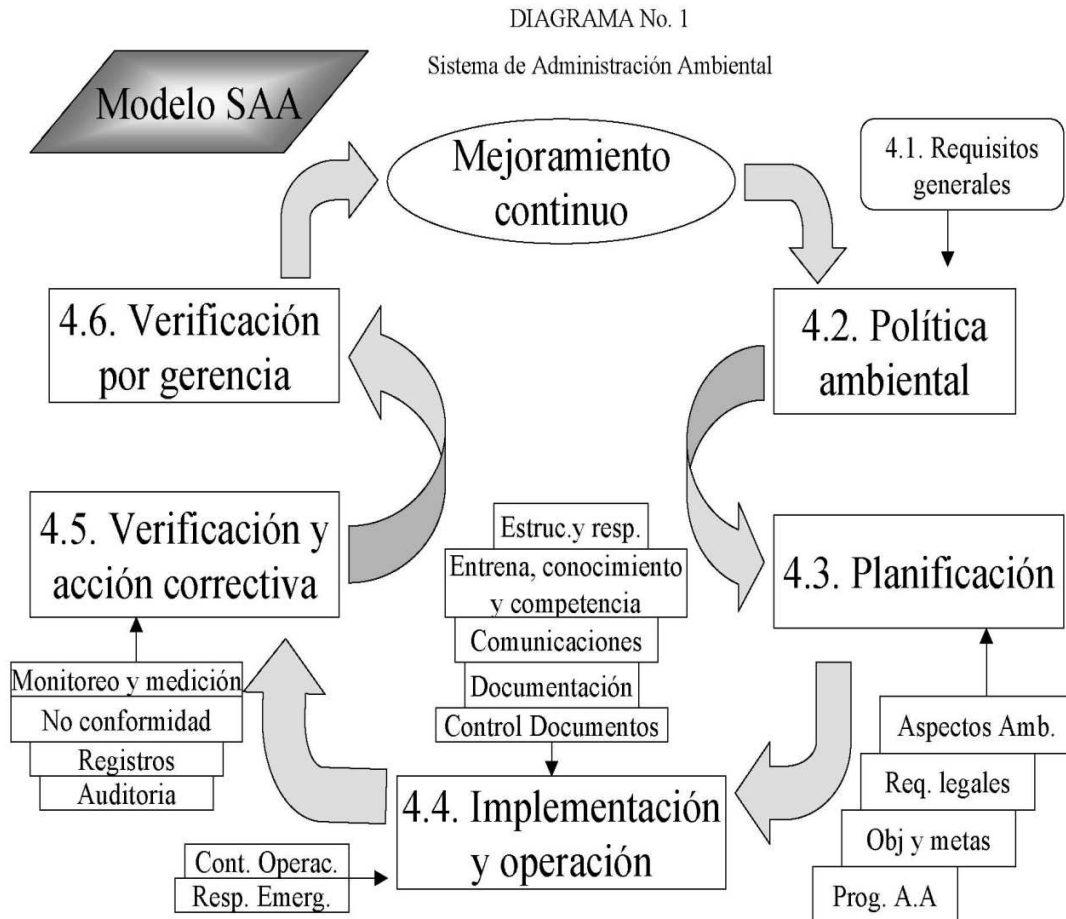 DIAGRAMA No. 1
Sistema de Administración Ambiental
Modelo SAA
Mejoramiento
continuo
4.1. Requisitos
generales
4.6. Verificación
por gerencia
4.2. Política
ambiental
4.5. Verificación y
acción correctiva
Estruc.y resp.
Entrena, conocimiento
y competencia
Comunicaciones
Documentación
Control Documentos
4.3. Planificación
Monitoreo y medición
No conformidad
Registros
Auditoria
Aspectos Amb.
Req. legales
Obj y metas
Prog. A.A
4.4. Implementación
y operación
Cont. Operac.
Resp. Emerg.